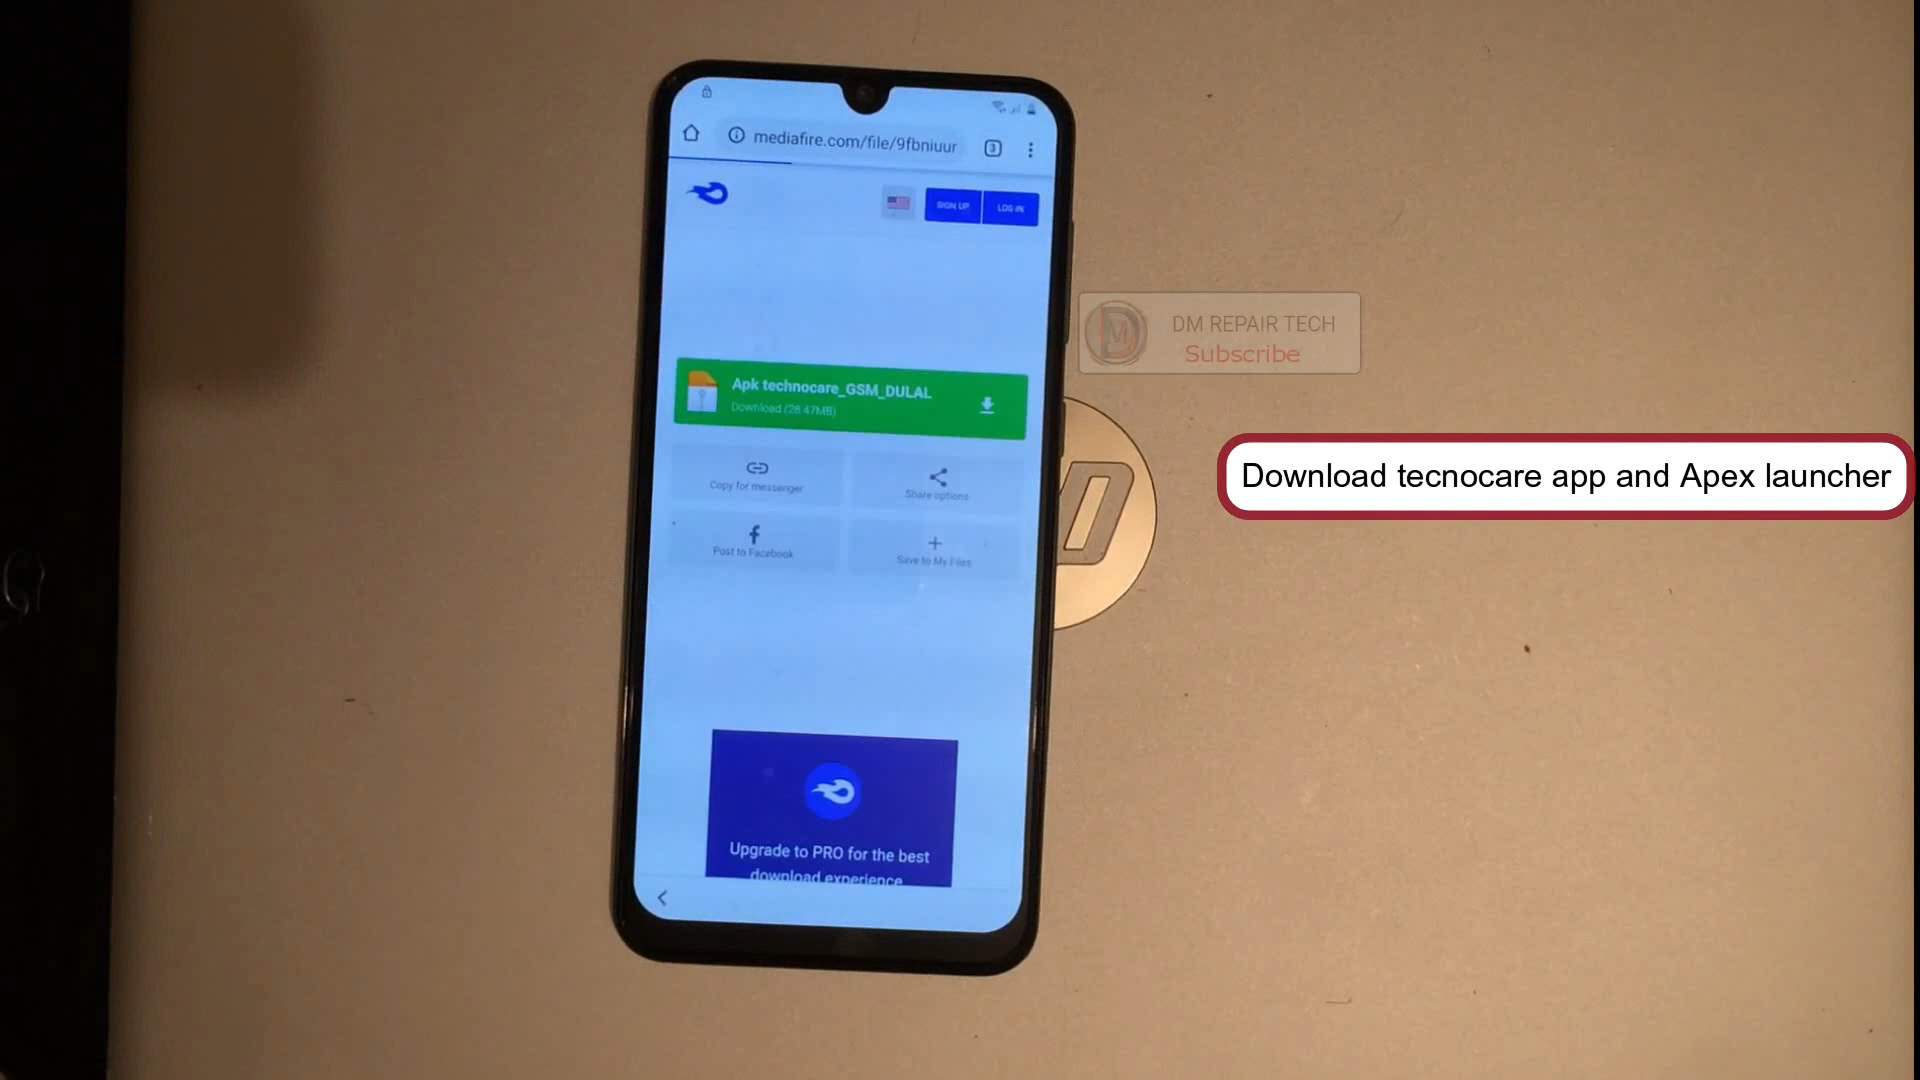 mediafire.com/file/9fbniuur
3
SIGN UP
LOG IN
Apk technocare_GSM_DULAL
Download (28.47MB)
Copy for messenger
Share options
Post to Facebook
Save to My Files
Upgrade to PRO for the best
download experience
DM REPAIR TECH
Subscribe
Download tecnocare app and Apex launcher